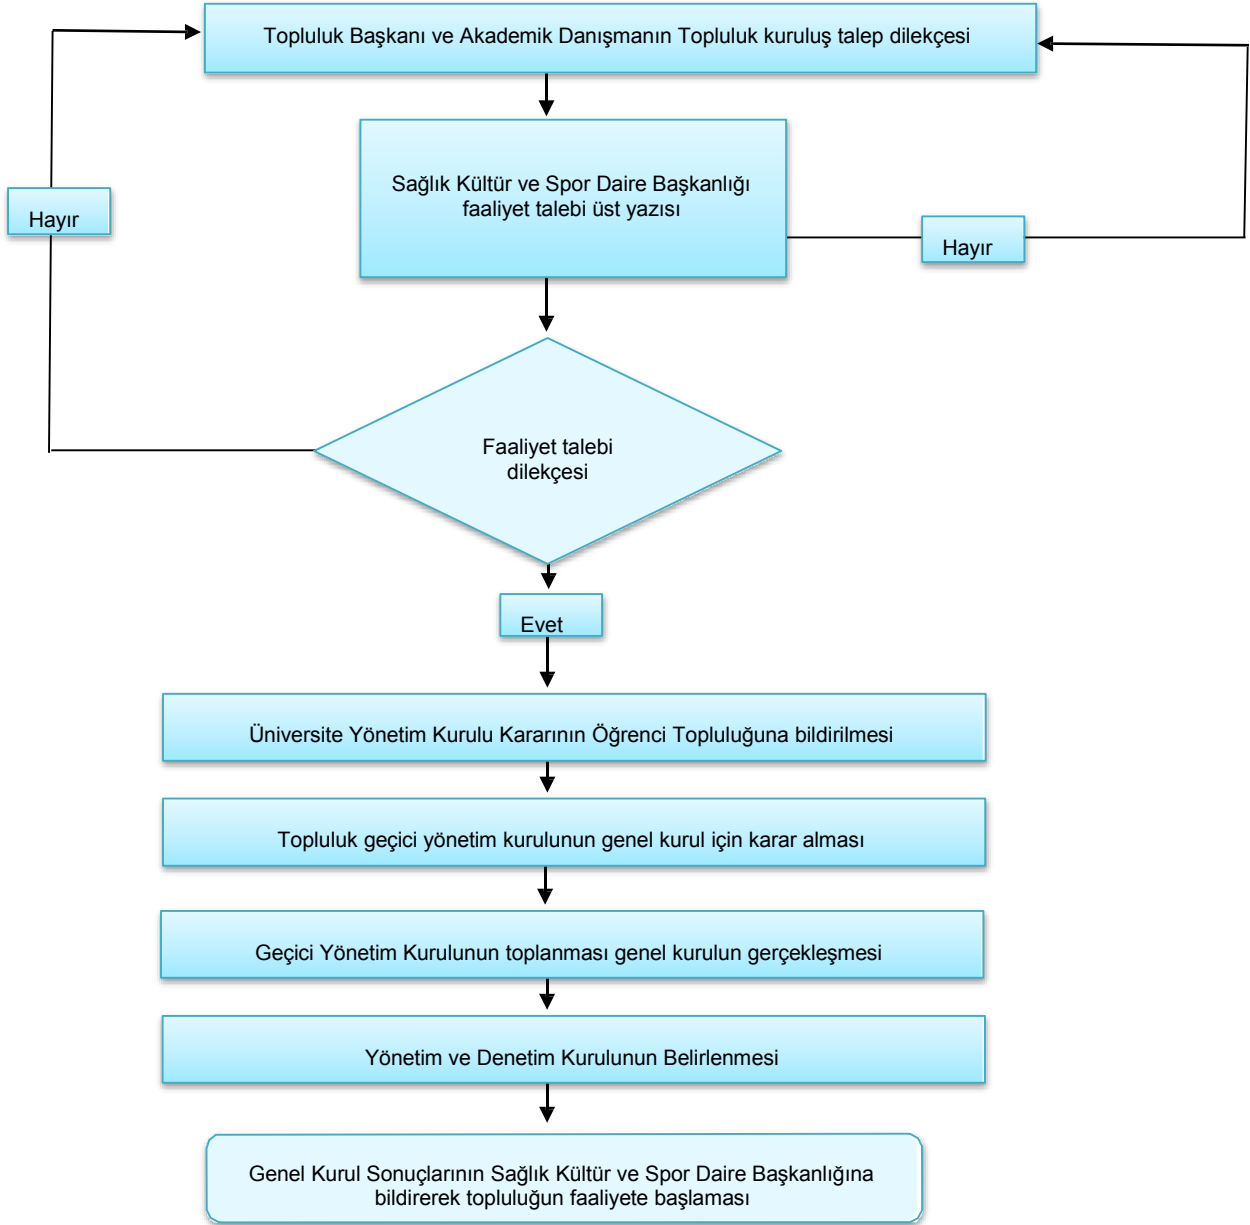 Topluluk Başkanı ve Akademik Danışmanın Topluluk kuruluş talep dilekçesi
Sağlık Kültür ve Spor Daire Başkanlığı
faaliyet talebi üst yazısı
Hayır
Hayır
Faaliyet talebi
dilekçesi
Evet
Üniversite Yönetim Kurulu Kararının Öğrenci Topluluğuna bildirilmesi
Topluluk geçici yönetim kurulunun genel kurul için karar alması
Geçici Yönetim Kurulunun toplanması genel kurulun gerçekleşmesi
Yönetim ve Denetim Kurulunun Belirlenmesi
Genel Kurul Sonuçlarının Sağlık Kültür ve Spor Daire Başkanlığına
bildirerek topluluğun faaliyete başlaması